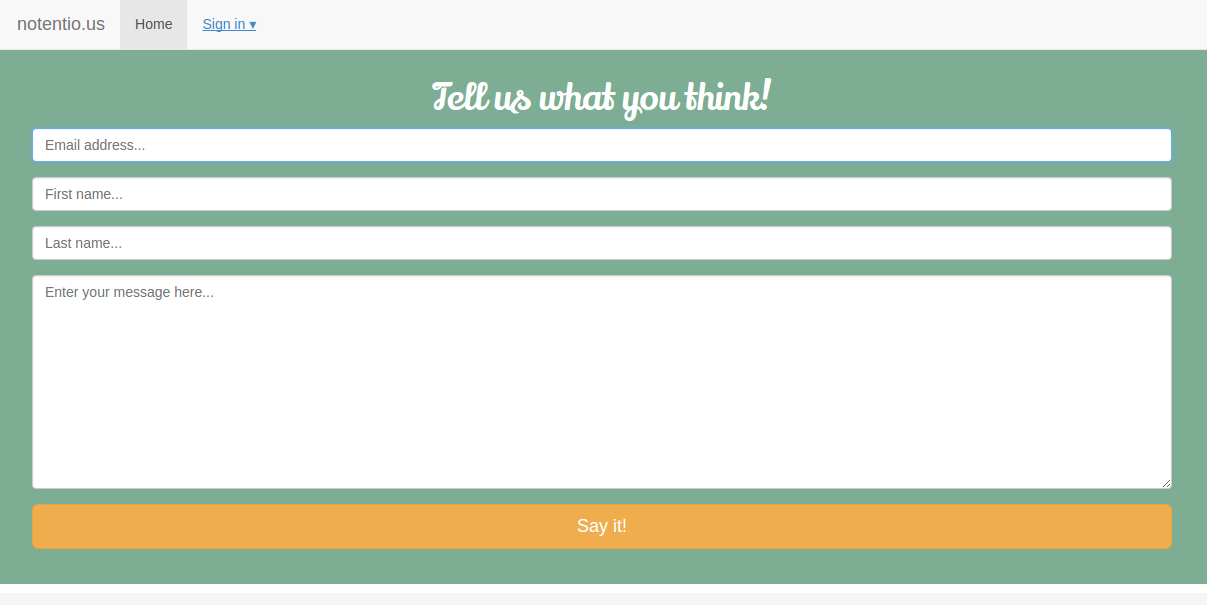 notentio.us Home Sign in ▾
Tell us what you think!
Email address...
First name...
Last name...
Enter your message here...
Say it!